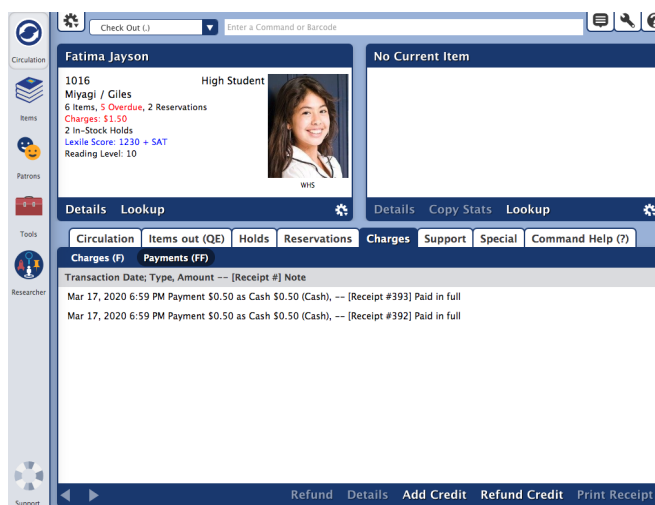 Check Out (.)
Enter a Command or Barcode
Circulation
Items
Patrons
Tools
Researcher
Support
Fatima Jayson
1016 High Student
Miyagi / Giles
6 Items, 5 Overdue, 2 Reservations
Charges: $1.50
2 In-Stock Holds
Lexile Score: 1230 + SAT
Reading Level: 10
WHS
Details Lookup
No Current Item
Details Copy Stats Lookup
Circulation Items out (QE) Holds Reservations Charges Support Special Command Help (?)
Charges (F) Payments (FF)
Transaction Date; Type, Amount -- [Receipt #] Note
Mar 17, 2020 6:59 PM Payment $0.50 as Cash $0.50 (Cash), -- [Receipt #393] Paid in full
Mar 17, 2020 6:59 PM Payment $0.50 as Cash $0.50 (Cash), -- [Receipt #392] Paid in full
Refund Details Add Credit Refund Credit Print Receipt